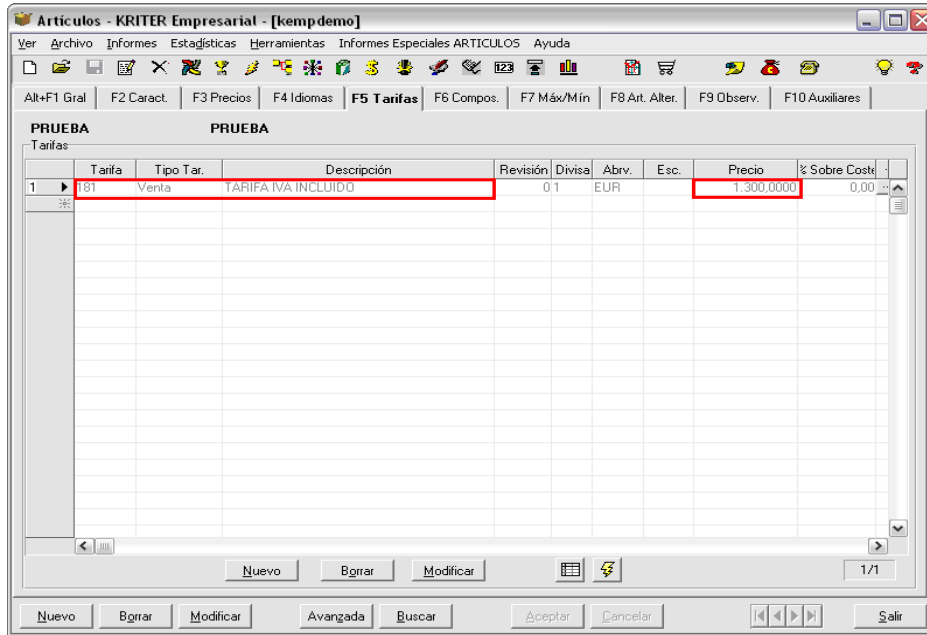 Artículos - KRITER Empresarial - [kempdemo]
Ver Archivo Informes Estadísticas Herramientas Informes Especiales ARTICULOS Ayuda
123
Alt+F1 Gral F2 Caract. F3 Precios F4 Idiomas F5 Tarifas F6 Compos. F7 Máx/Mín F8 Art. Alter. F9 Observ. F10 Auxiliares
PRUEBA PRUEBA
Tarifas
Tarifa Tipo Tar. Descripción Revisión Divisa Abrv. Esc. Precio % Sobre Coste
1 181 Venta TARIFA IVA INCLUIDO 0 1 EUR 1.300,0000 0,00
Nuevo Borrar Modificar 1/1
Nuevo Borrar Modificar Avanzada Buscar Aceptar Cancelar Salir